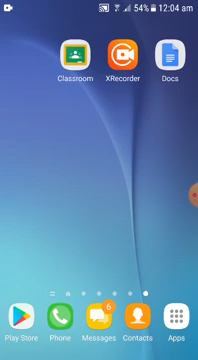 54% 12:04 am
Classroom XRecorder Docs
6
Play Store Phone Messages Contacts Apps